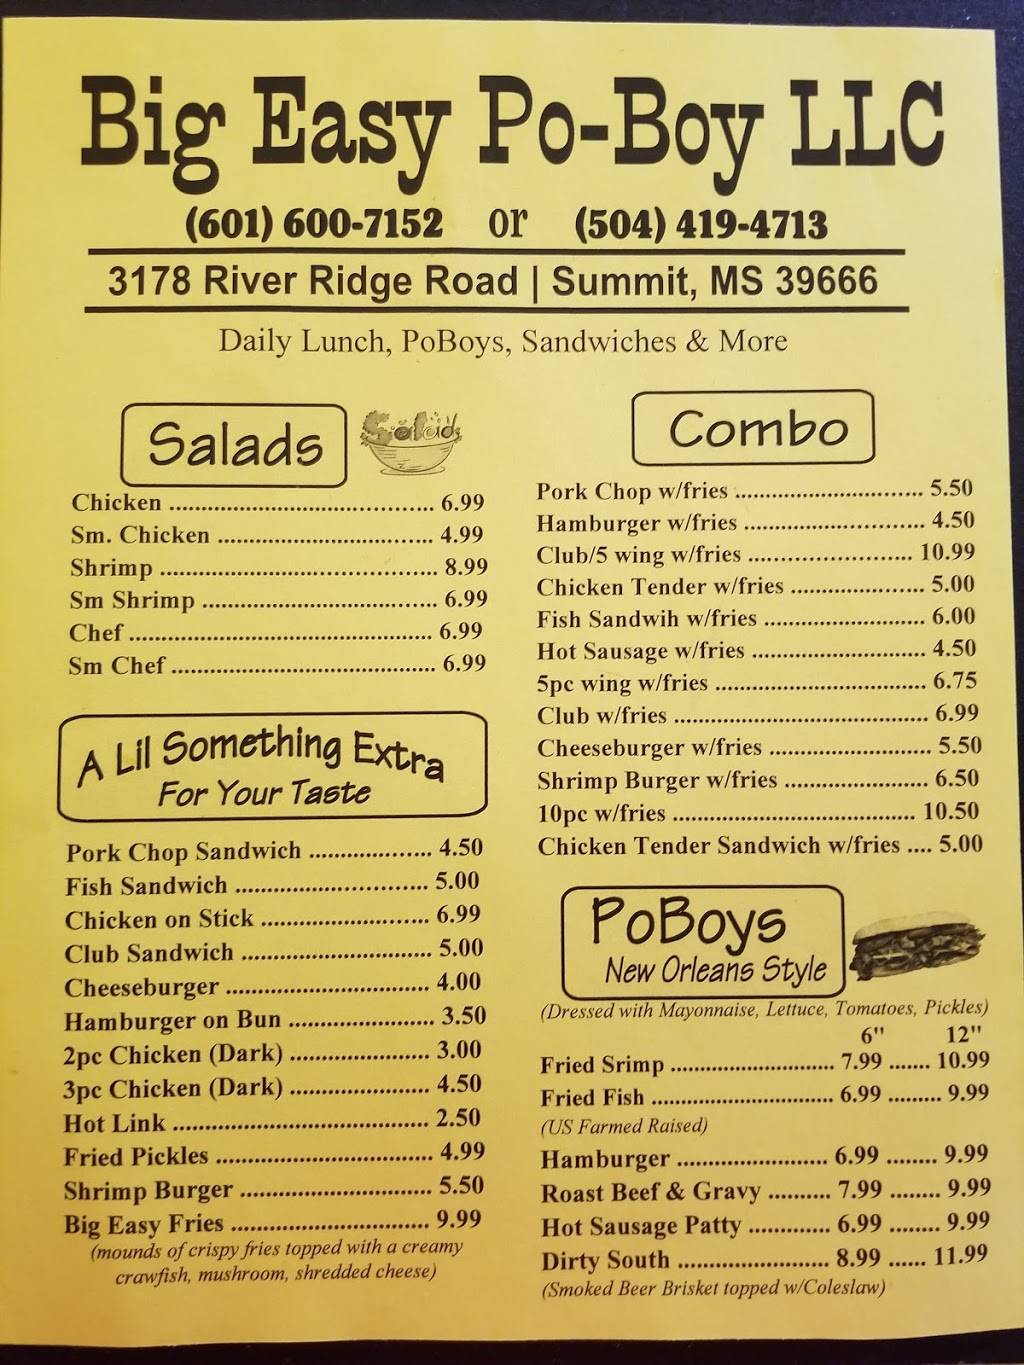 Big Easy Po-Boy LLC
(601) 600-7152 or (504) 419-4713
3178 River Ridge Road | Summit, MS 39666
Daily Lunch, PoBoys, Sandwiches & More
Salads
Salads
Chicken ................................ 6.99
Sm. Chicken .......................... 4.99
Shrimp .................................. 8.99
Sm Shrimp ............................. 6.99
Chef ..................................... 6.99
Sm Chef ................................ 6.99
A Lil Something Extra
For Your Taste
Pork Chop Sandwich ............... 4.50
Fish Sandwich ........................ 5.00
Chicken on Stick ..................... 6.99
Club Sandwich ....................... 5.00
Cheeseburger ......................... 4.00
Hamburger on Bun .................. 3.50
2pc Chicken (Dark) ................. 3.00
3pc Chicken (Dark) ................. 4.50
Hot Link ............................... 2.50
Fried Pickles .......................... 4.99
Shrimp Burger ....................... 5.50
Big Easy Fries ........................ 9.99
(mounds of crispy fries topped with a creamy
crawfish, mushroom, shredded cheese)
Combo
Pork Chop w/fries ....................... 5.50
Hamburger w/fries ...................... 4.50
Club/5 wing w/fries .................... 10.99
Chicken Tender w/fries ................ 5.00
Fish Sandwih w/fries .................... 6.00
Hot Sausage w/fries ..................... 4.50
5pc wing w/fries .......................... 6.75
Club w/fries ............................... 6.99
Cheeseburger w/fries .................... 5.50
Shrimp Burger w/fries .................. 6.50
10pc w/fries .............................. 10.50
Chicken Tender Sandwich w/fries .... 5.00
PoBoys
New Orleans Style
(Dressed with Mayonnaise, Lettuce, Tomatoes, Pickles)
6" 12"
Fried Srimp .................... 7.99 ....... 10.99
Fried Fish ...................... 6.99 ......... 9.99
(US Farmed Raised)
Hamburger ................... 6.99 ........ 9.99
Roast Beef & Gravy .......... 7.99 ........ 9.99
Hot Sausage Patty ............. 6.99 ........ 9.99
Dirty South .................... 8.99 ...... 11.99
(Smoked Beer Brisket topped w/Coleslaw)